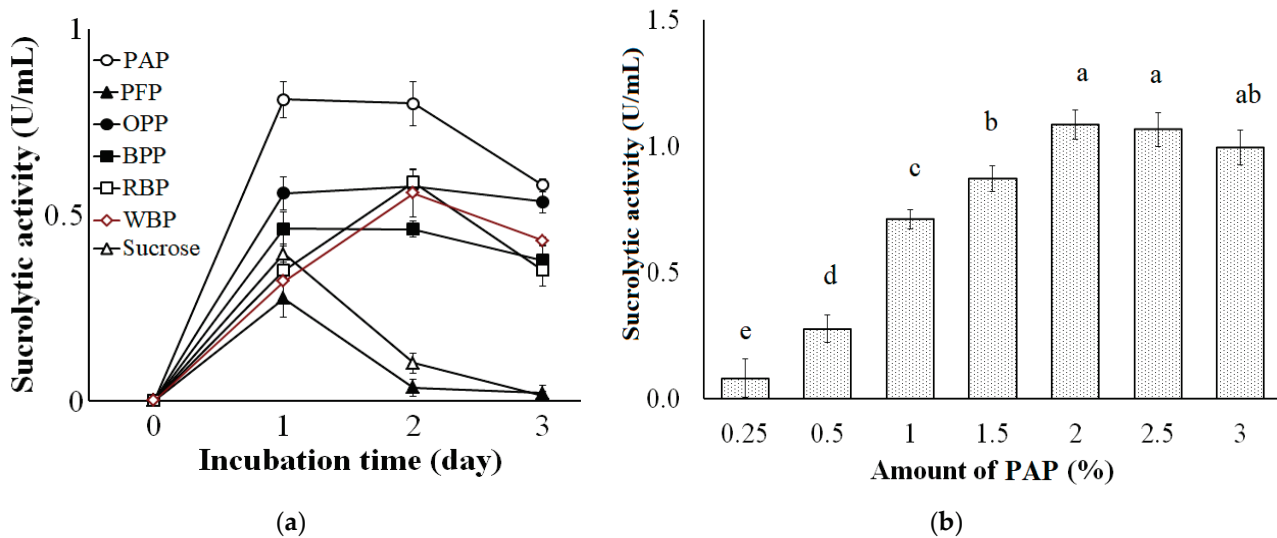 Sucrolytic activity (U/mL)
1
0.5
0
PAP
PFP
OPP
BPP
RBP
WBP
Sucrose
0 1 2 3
Incubation time (day)
(a)
Sucrolytic activity (U/mL)
1.5
1.0
0.5
0.0
e d c b a a ab
0.25 0.5 1 1.5 2 2.5 3
Amount of PAP (%)
(b)